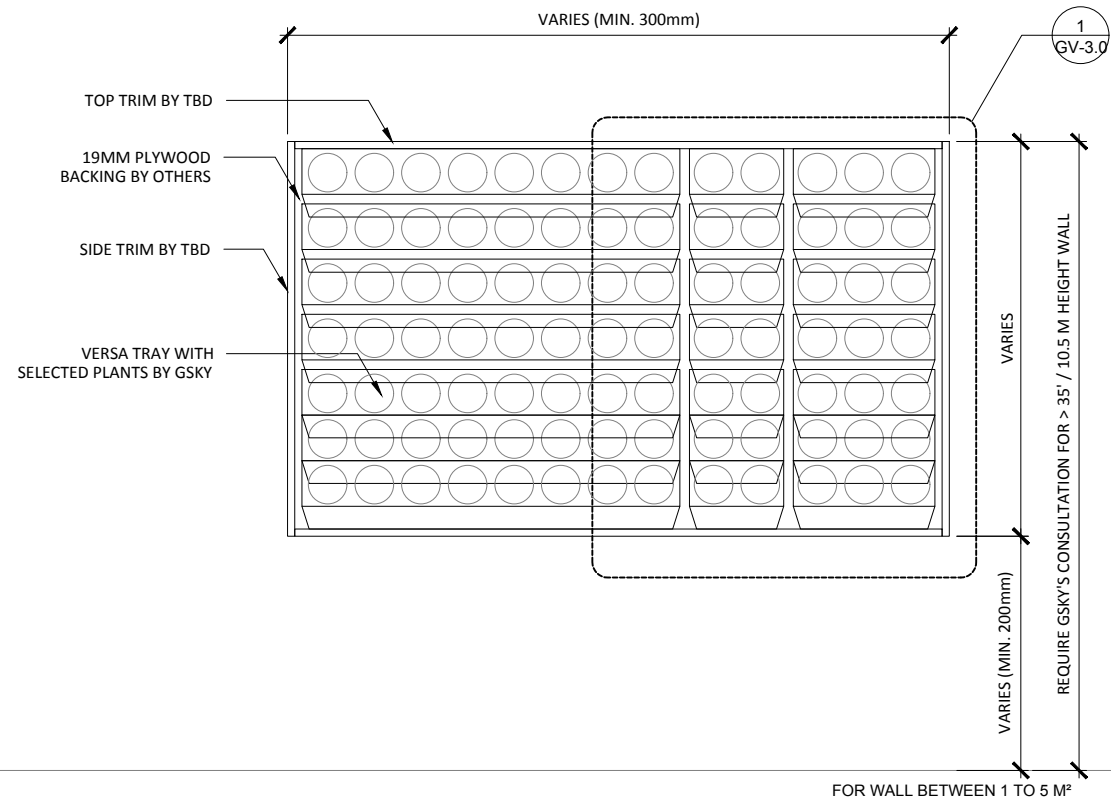 VARIES (MIN. 300mm)
1
GV-3.0
TOP TRIM BY TBD
19MM PLYWOOD
BACKING BY OTHERS
SIDE TRIM BY TBD
VERSA TRAY WITH
SELECTED PLANTS BY GSKY
VARIES
VARIES (MIN. 200mm)
REQUIRE GSKY'S CONSULTATION FOR > 35' / 10.5 M HEIGHT WALL
FOR WALL BETWEEN 1 TO 5 M²